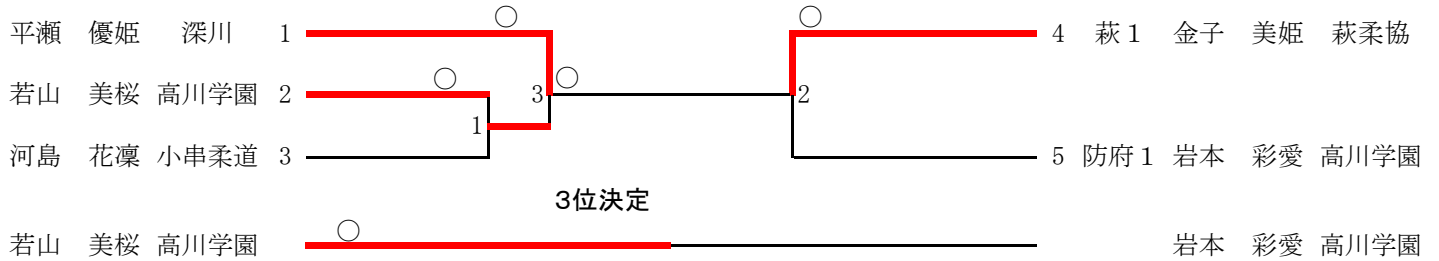 平瀬 優姫 深川 1 ○ ○ 4 萩1 金子 美姫 萩柔協
若山 美桜 高川学園 2 ○ 3 ○ 2
1
河島 花凜 小串柔道 3 5 防府1 岩本 彩愛 高川学園
3位決定
若山 美桜 高川学園 ○ 岩本 彩愛 高川学園